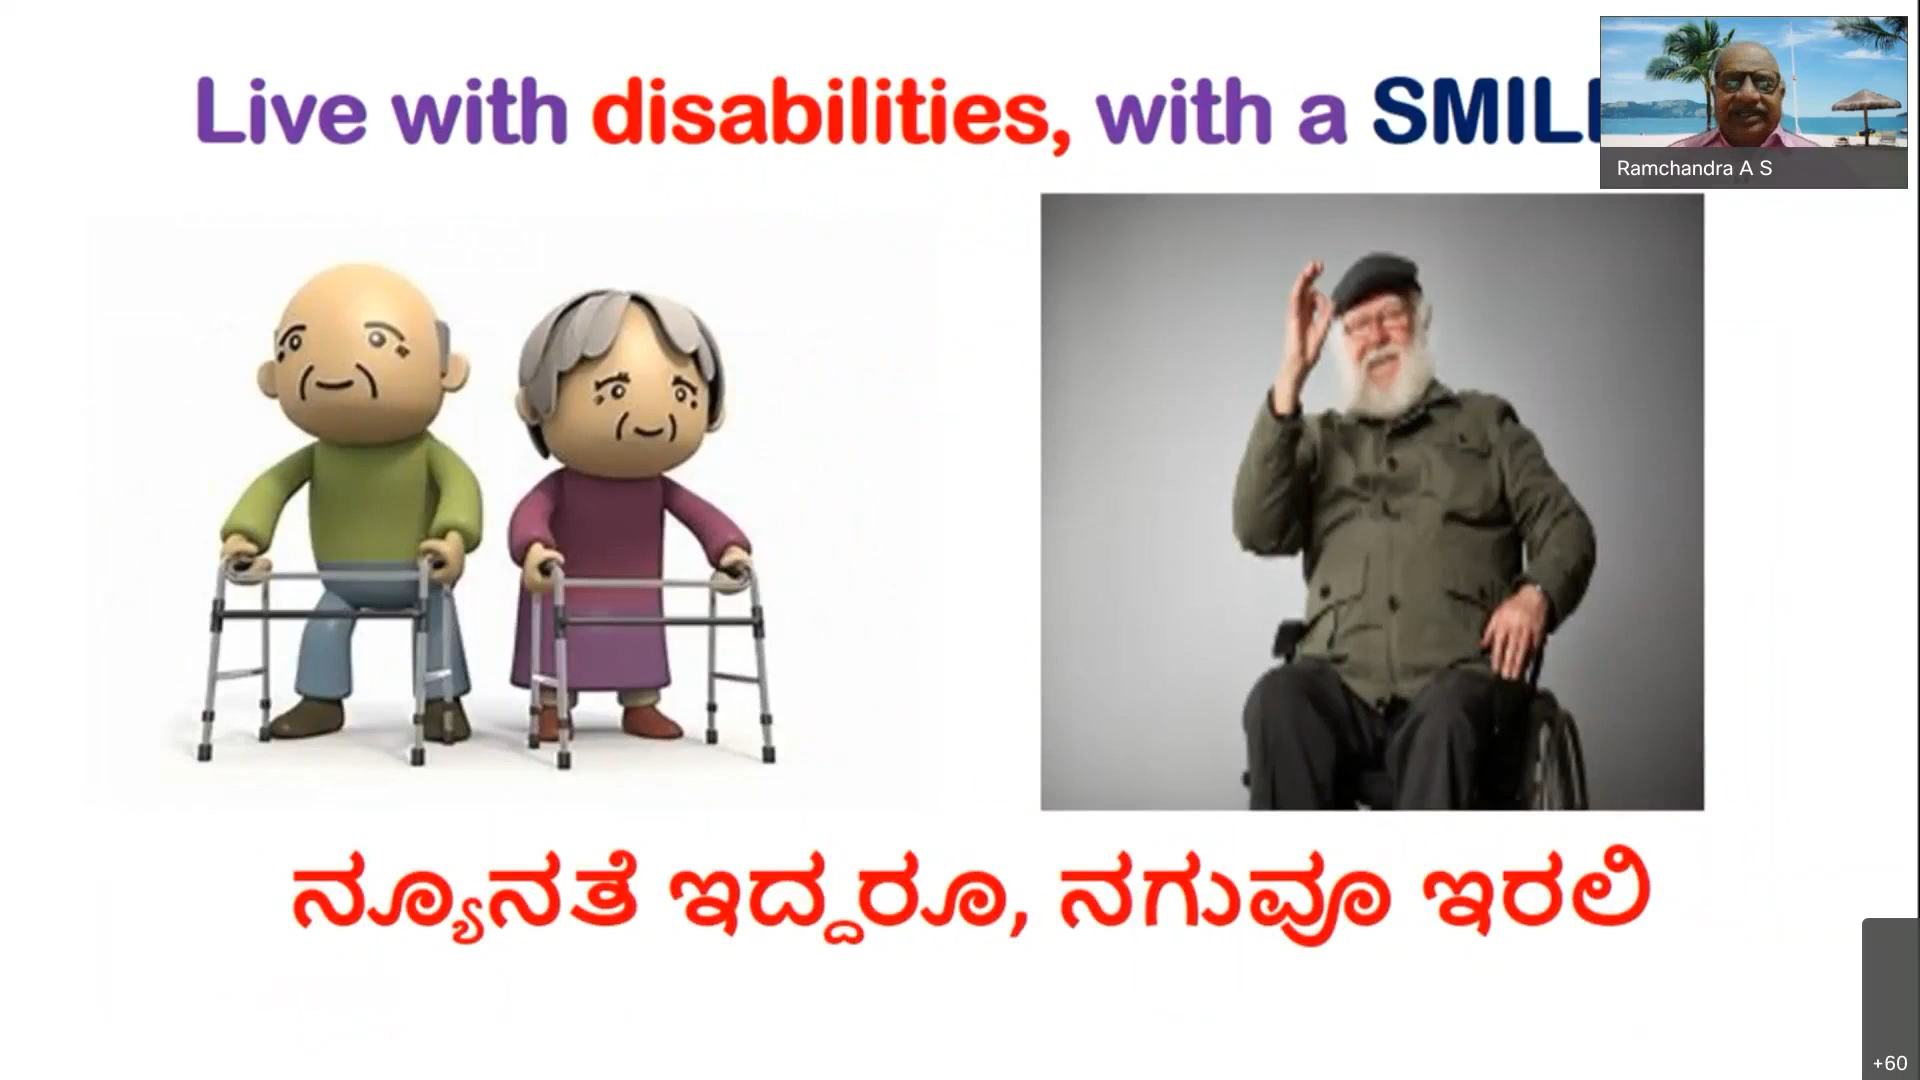 Live with disabilities, with a SMIL
Ramchandra A S
ನ್ಯೂನತೆ ಇದ್ದರೂ, ನಗುವೂ ಇರಲಿ
+60